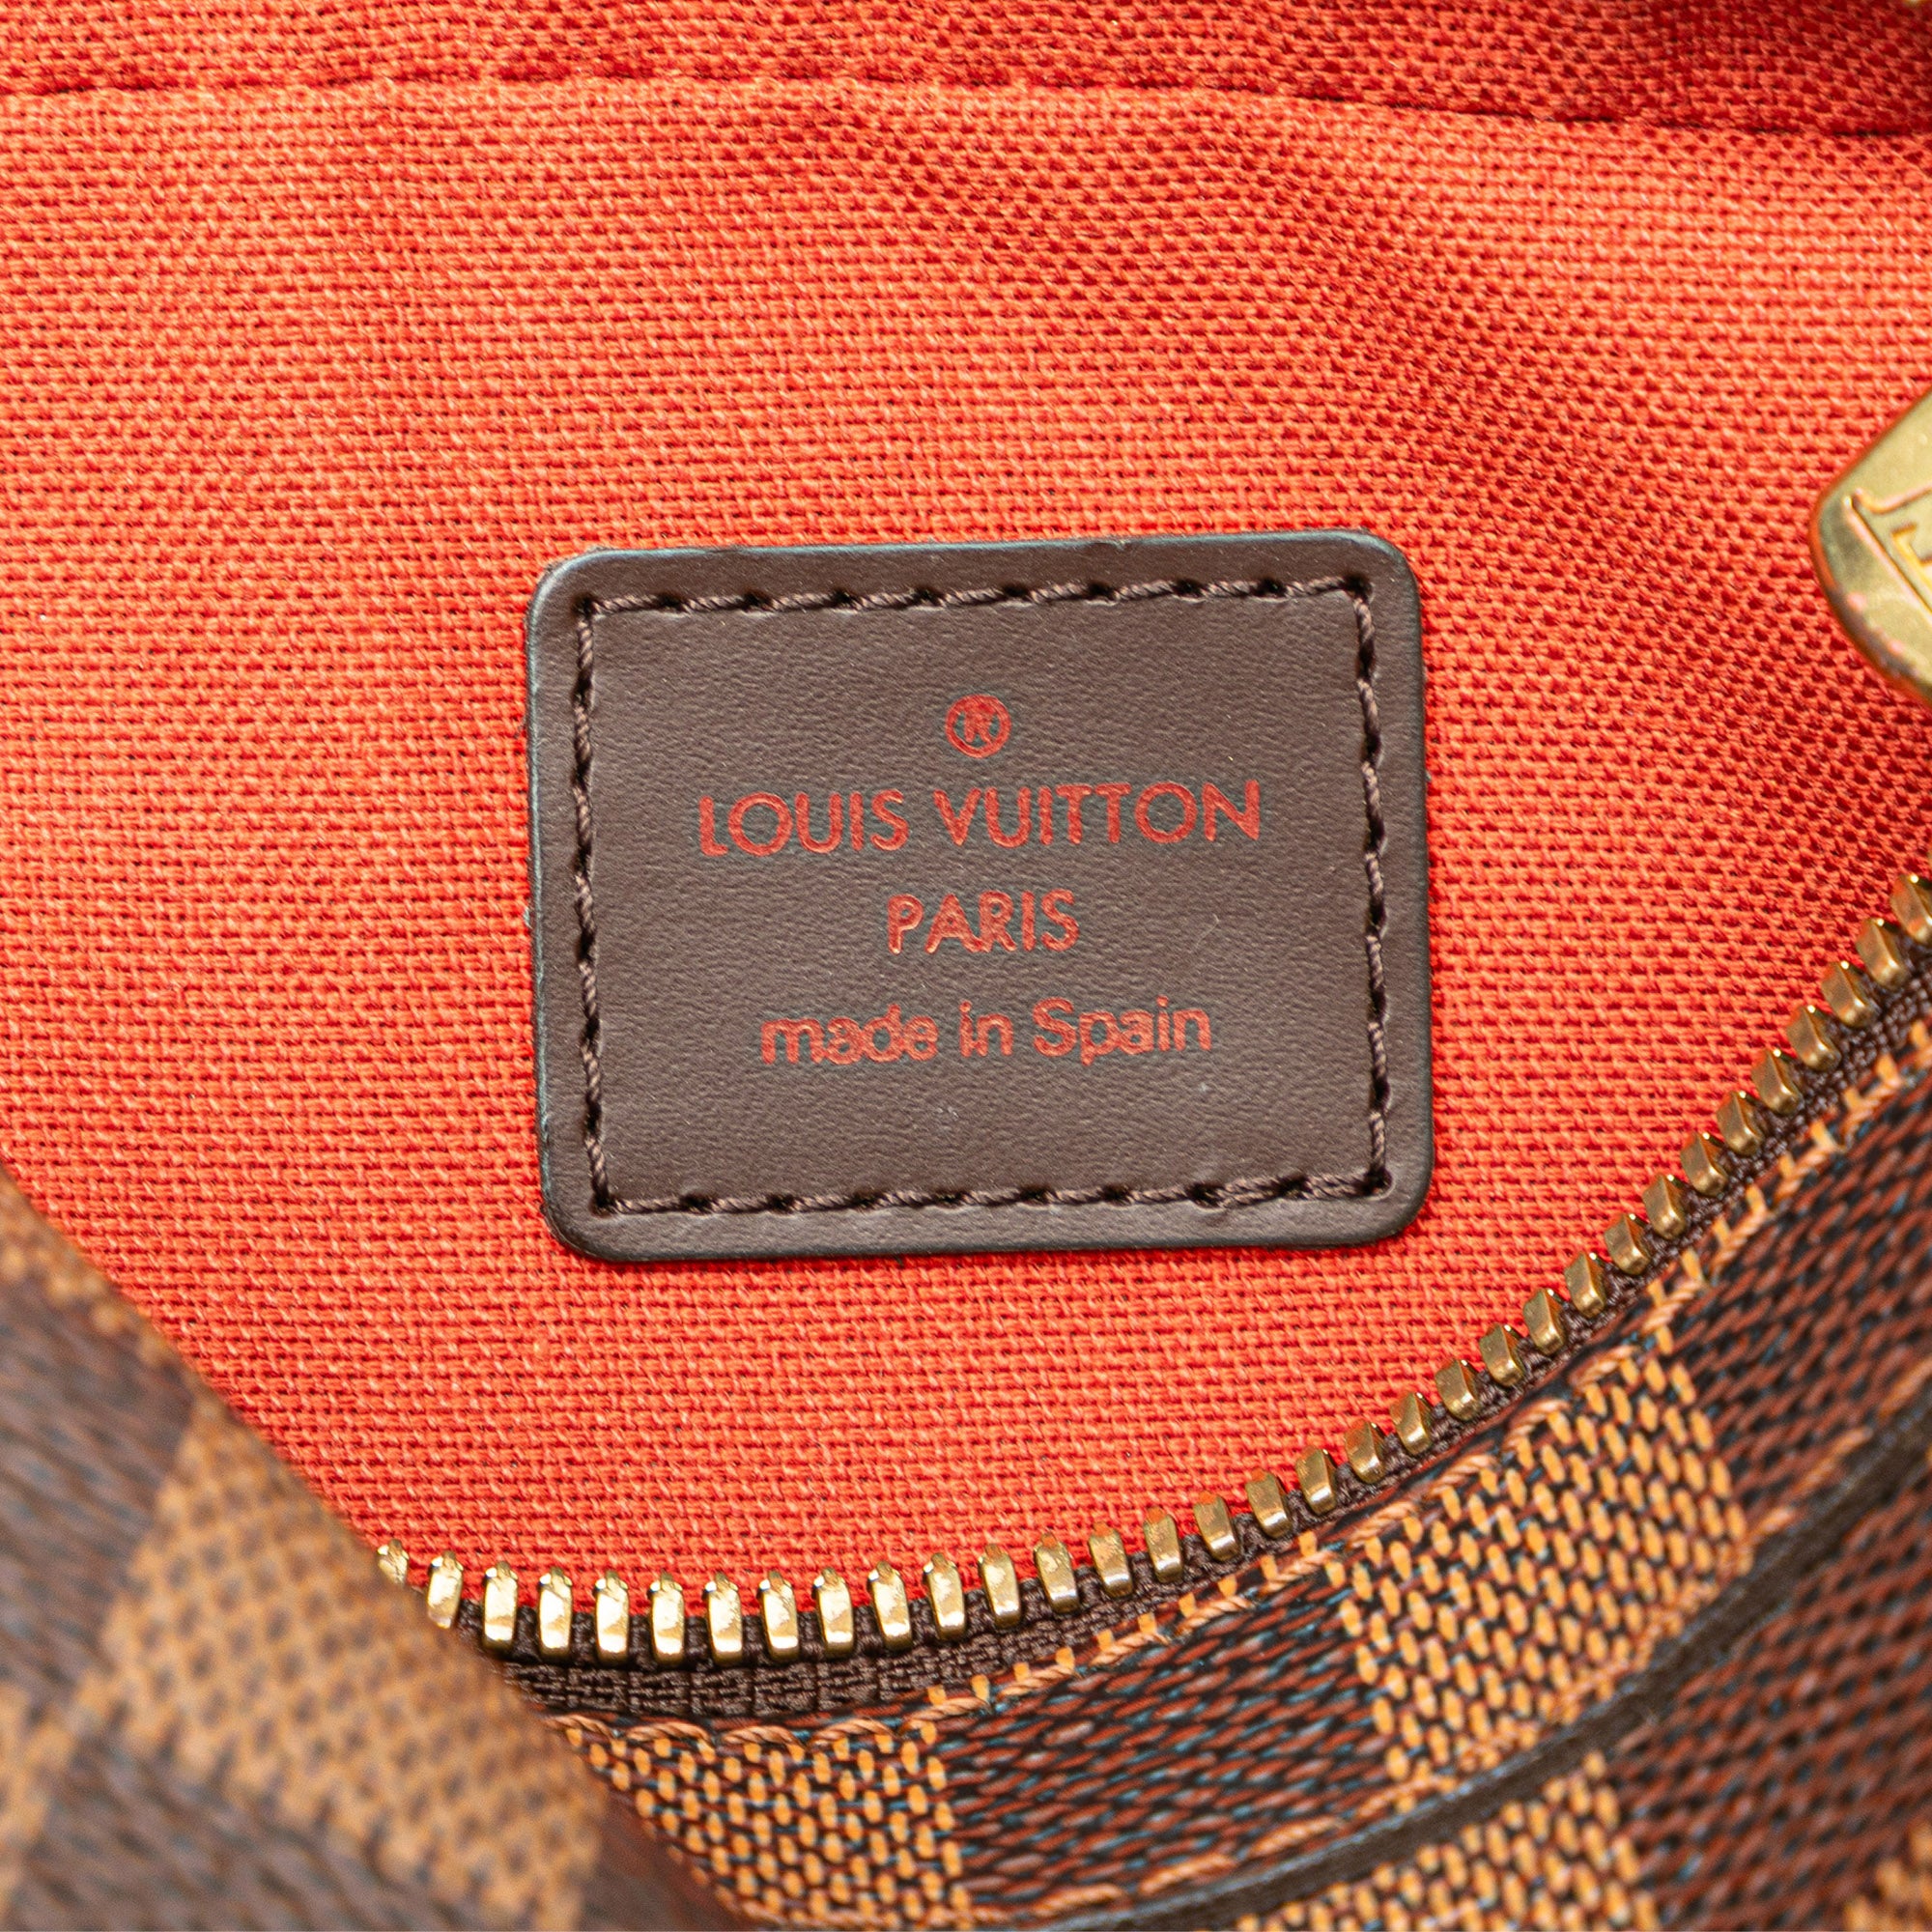 ®
LOUIS VUITTON
PARIS
made in Spain